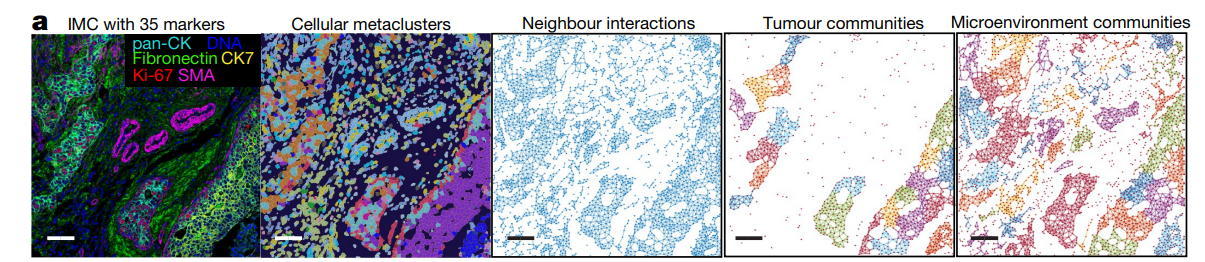 a
IMC with 35 markers
Cellular metaclusters
Neighbour interactions
Tumour communities
Microenvironment communities
pan-CK DNA
Fibronectin CK7
Ki-67 SMA